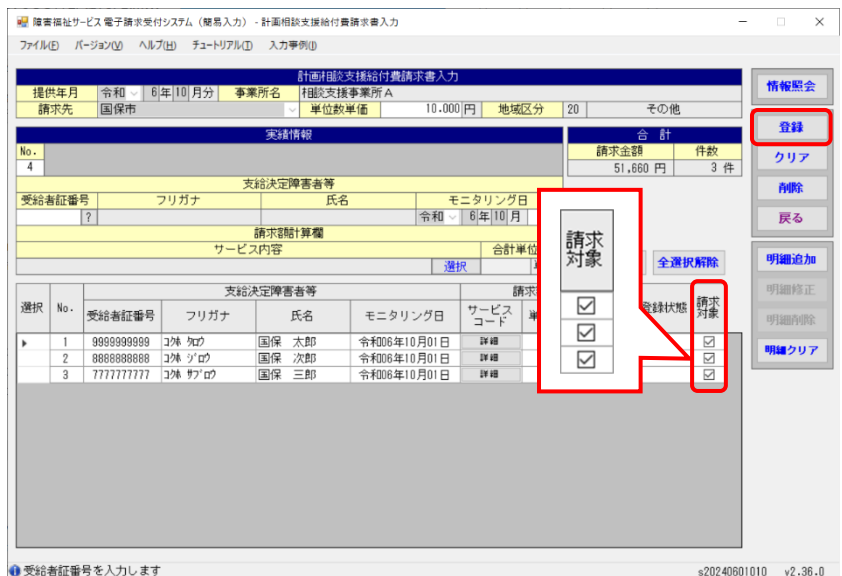 障害福祉サービス 電子請求受付システム（簡易入力） - 計画相談支援給付費請求書入力
ファイル(F) バージョン(V) ヘルプ(H) チュートリアル(T) 入力事例(I)
計画相談支援給付費請求書入力
提供年月 令和 6 年 10 月分 事業所名 相談支援事業所A
請求先 国保市 単位数単価 10.000 円 地域区分 20 その他
実績情報
No.
4
合 計
請求金額 件数
51,660 円 3 件
支給決定障害者等
受給者証番号 フリガナ 氏名 モニタリング日
? 令和 6 年 10 月
請求額計算欄
サービス内容 合計単位
選択
全選択解除
選択 No. 支給決定障害者等
受給者証番号 フリガナ 氏名 モニタリング日 サービスコード 登録状態 請求対象
1 9999999999 ｺｸﾎ ﾀﾛｳ 国保 太郎 令和06年10月01日 詳細
2 8888888888 ｺｸﾎ ｼﾞﾛｳ 国保 次郎 令和06年10月01日 詳細
3 7777777777 ｺｸﾎ ｻﾌﾞﾛｳ 国保 三郎 令和06年10月01日 詳細
請求
対象
情報照会
登録
クリア
削除
戻る
明細追加
明細修正
明細削除
明細クリア
受給者証番号を入力します
s20240601010 v2.36.0